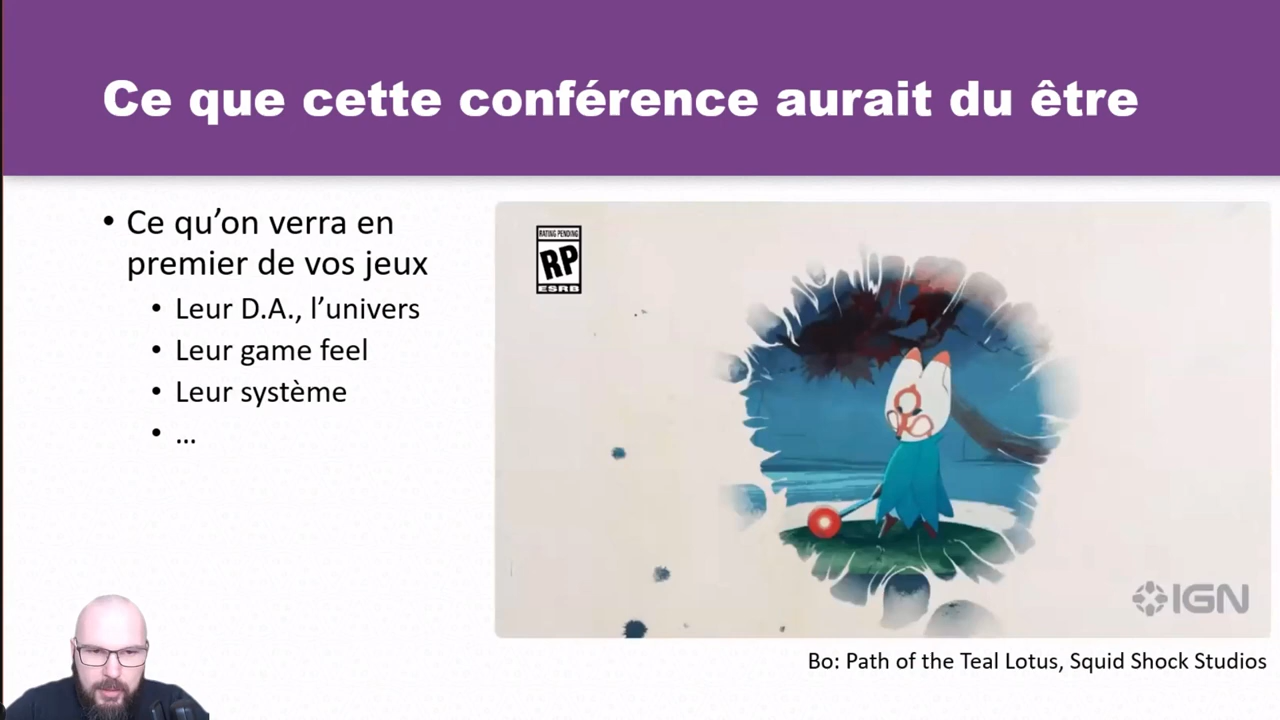 Ce que cette conférence aurait du être
• Ce qu’on verra en
premier de vos jeux
• Leur D.A., l’univers
• Leur game feel
• Leur système
• …
RATING PENDING
RP
ESRB
IGN
Bo: Path of the Teal Lotus, Squid Shock Studios